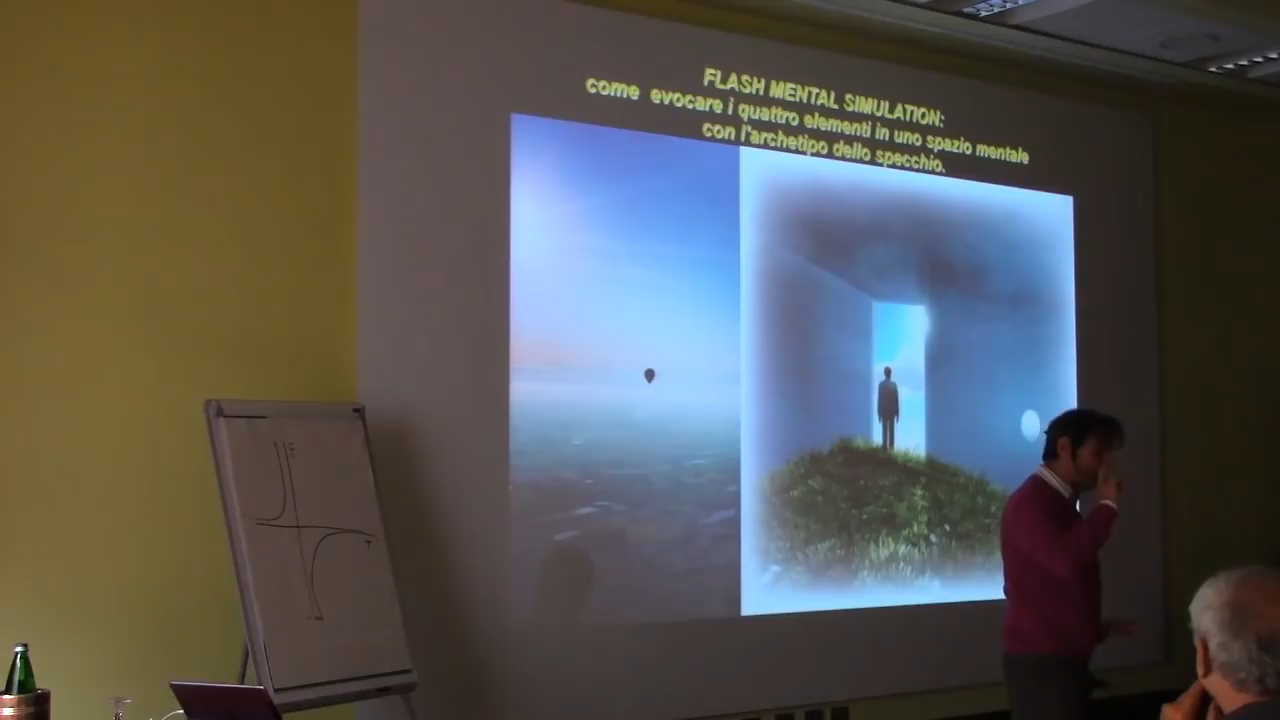 FLASH MENTAL SIMULATION:
come evocare i quattro elementi in uno spazio mentale
con l'archetipo dello specchio.
E
T